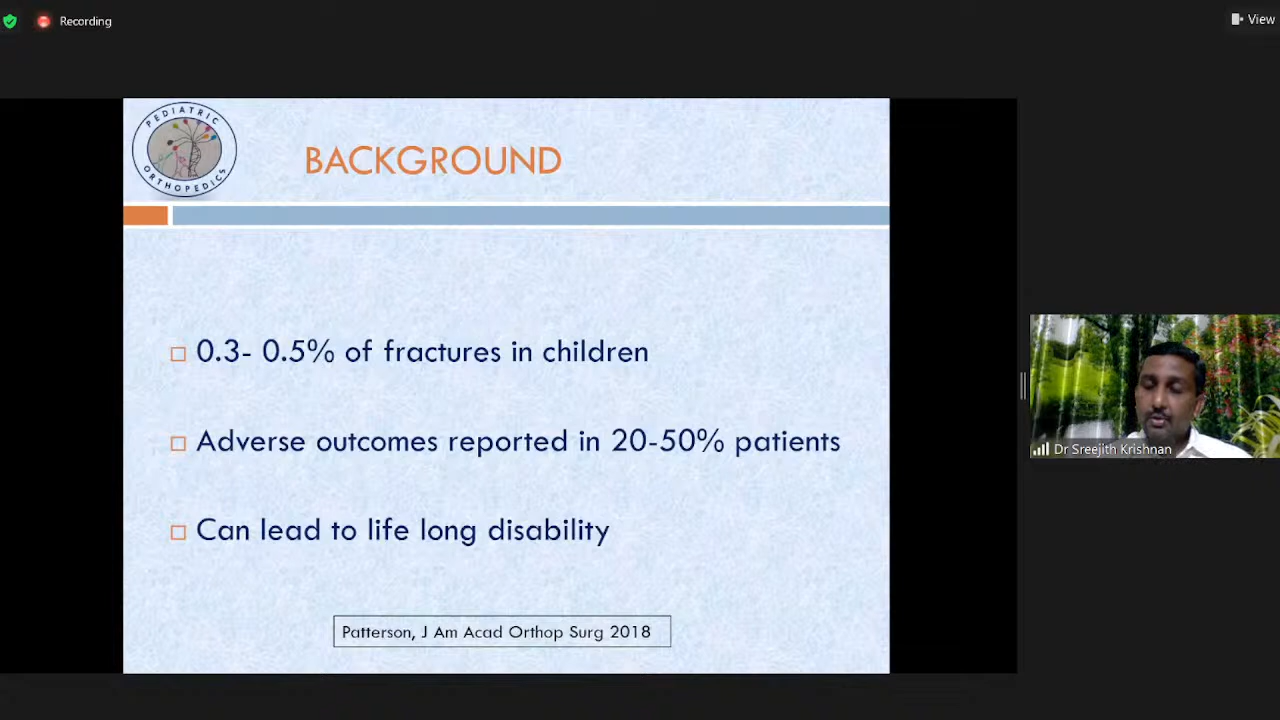 Recording
View
PEDIATRIC
ORTHOPEDICS
BACKGROUND
0.3- 0.5% of fractures in children
Adverse outcomes reported in 20-50% patients
Can lead to life long disability
Patterson, J Am Acad Orthop Surg 2018
Dr Sreejith Krishnan